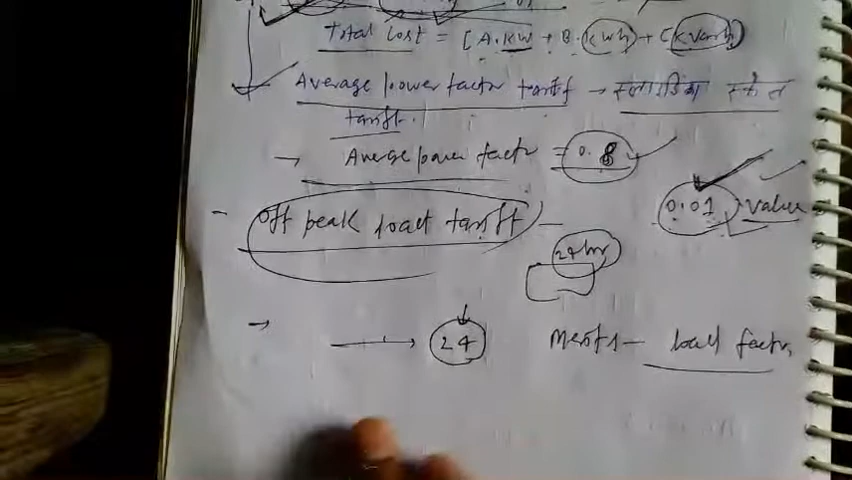 Total Cost = [A.KW + B.KWh + C KVarh)
Average power factor tariff →
tariff.
→ Average power factor = 0.8
0.01 value
- Off peak load tariff -
24hr
→ → 24 Merits - load factor,